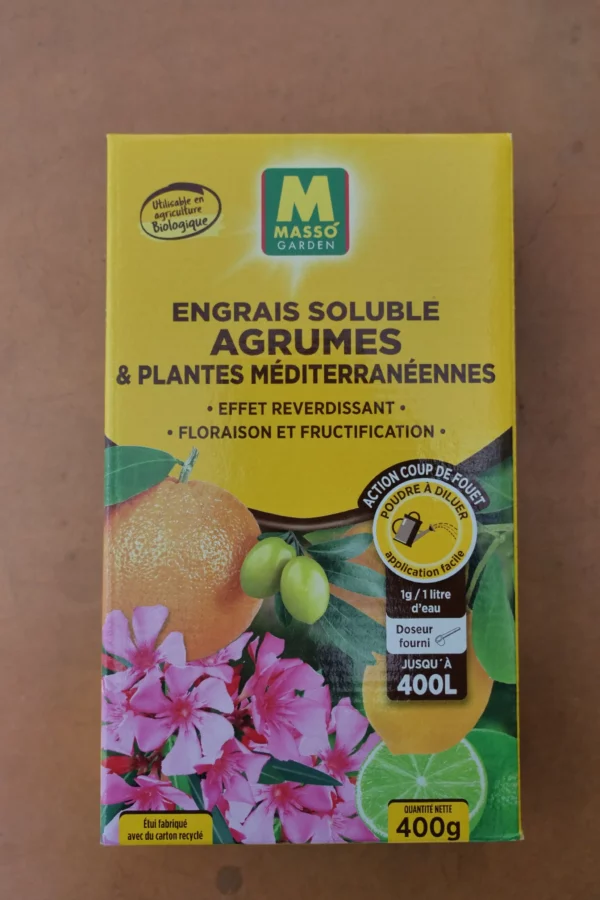 Utilisable en
agriculture
Biologique
M
MASSÓ
GARDEN
ENGRAIS SOLUBLE
AGRUMES
& PLANTES MÉDITERRANÉENNES
• EFFET REVERDISSANT •
• FLORAISON ET FRUCTIFICATION •
ACTION COUP DE FOUET
POUDRE À DILUER
application facile
1g / 1 litre
d'eau
Doseur
fourni
JUSQU'À
400L
Étui fabriqué
avec du carton recyclé
QUANTITÉ NETTE
400g